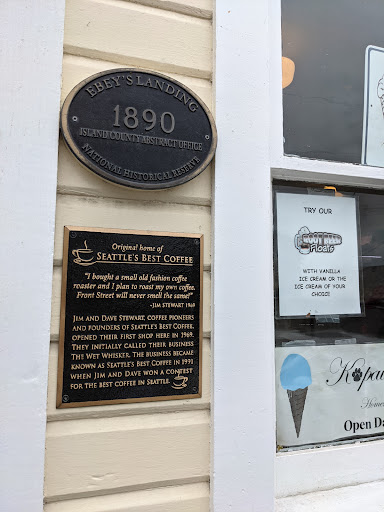 EBEY'S LANDING
1890
ISLAND COUNTY ABSTRACT OFFICE
NATIONAL HISTORICAL RESERVE
Original home of
SEATTLE'S BEST COFFEE
"I bought a small old fashion coffee
roaster and I plan to roast my own coffee.
Front Street will never smell the same!"
-JIM STEWART 1969
JIM AND DAVE STEWART, COFFEE PIONEERS
AND FOUNDERS OF SEATTLE'S BEST COFFEE,
OPENED THEIR FIRST SHOP HERE IN 1969.
THEY INITIALLY CALLED THEIR BUSINESS
THE WET WHISKER. THE BUSINESS BECAME
KNOWN AS SEATTLE'S BEST COFFEE IN 1991
WHEN JIM AND DAVE WON A CONTEST
FOR THE BEST COFFEE IN SEATTLE.
TRY OUR
ROOT BEER
Floats
WITH VANILLA
ICE CREAM OR THE
ICE CREAM OF YOUR
CHOICE
Open Da